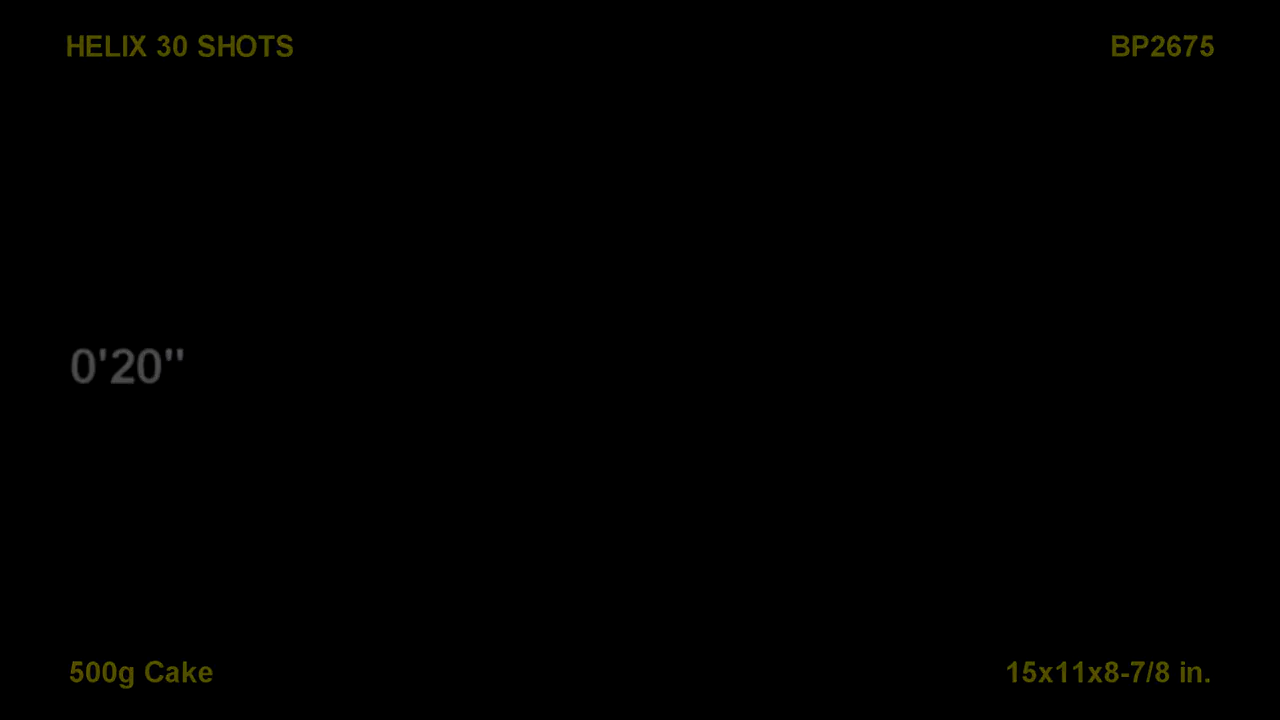 HELIX 30 SHOTS
BP2675
0'20"
500g Cake
15x11x8-7/8 in.